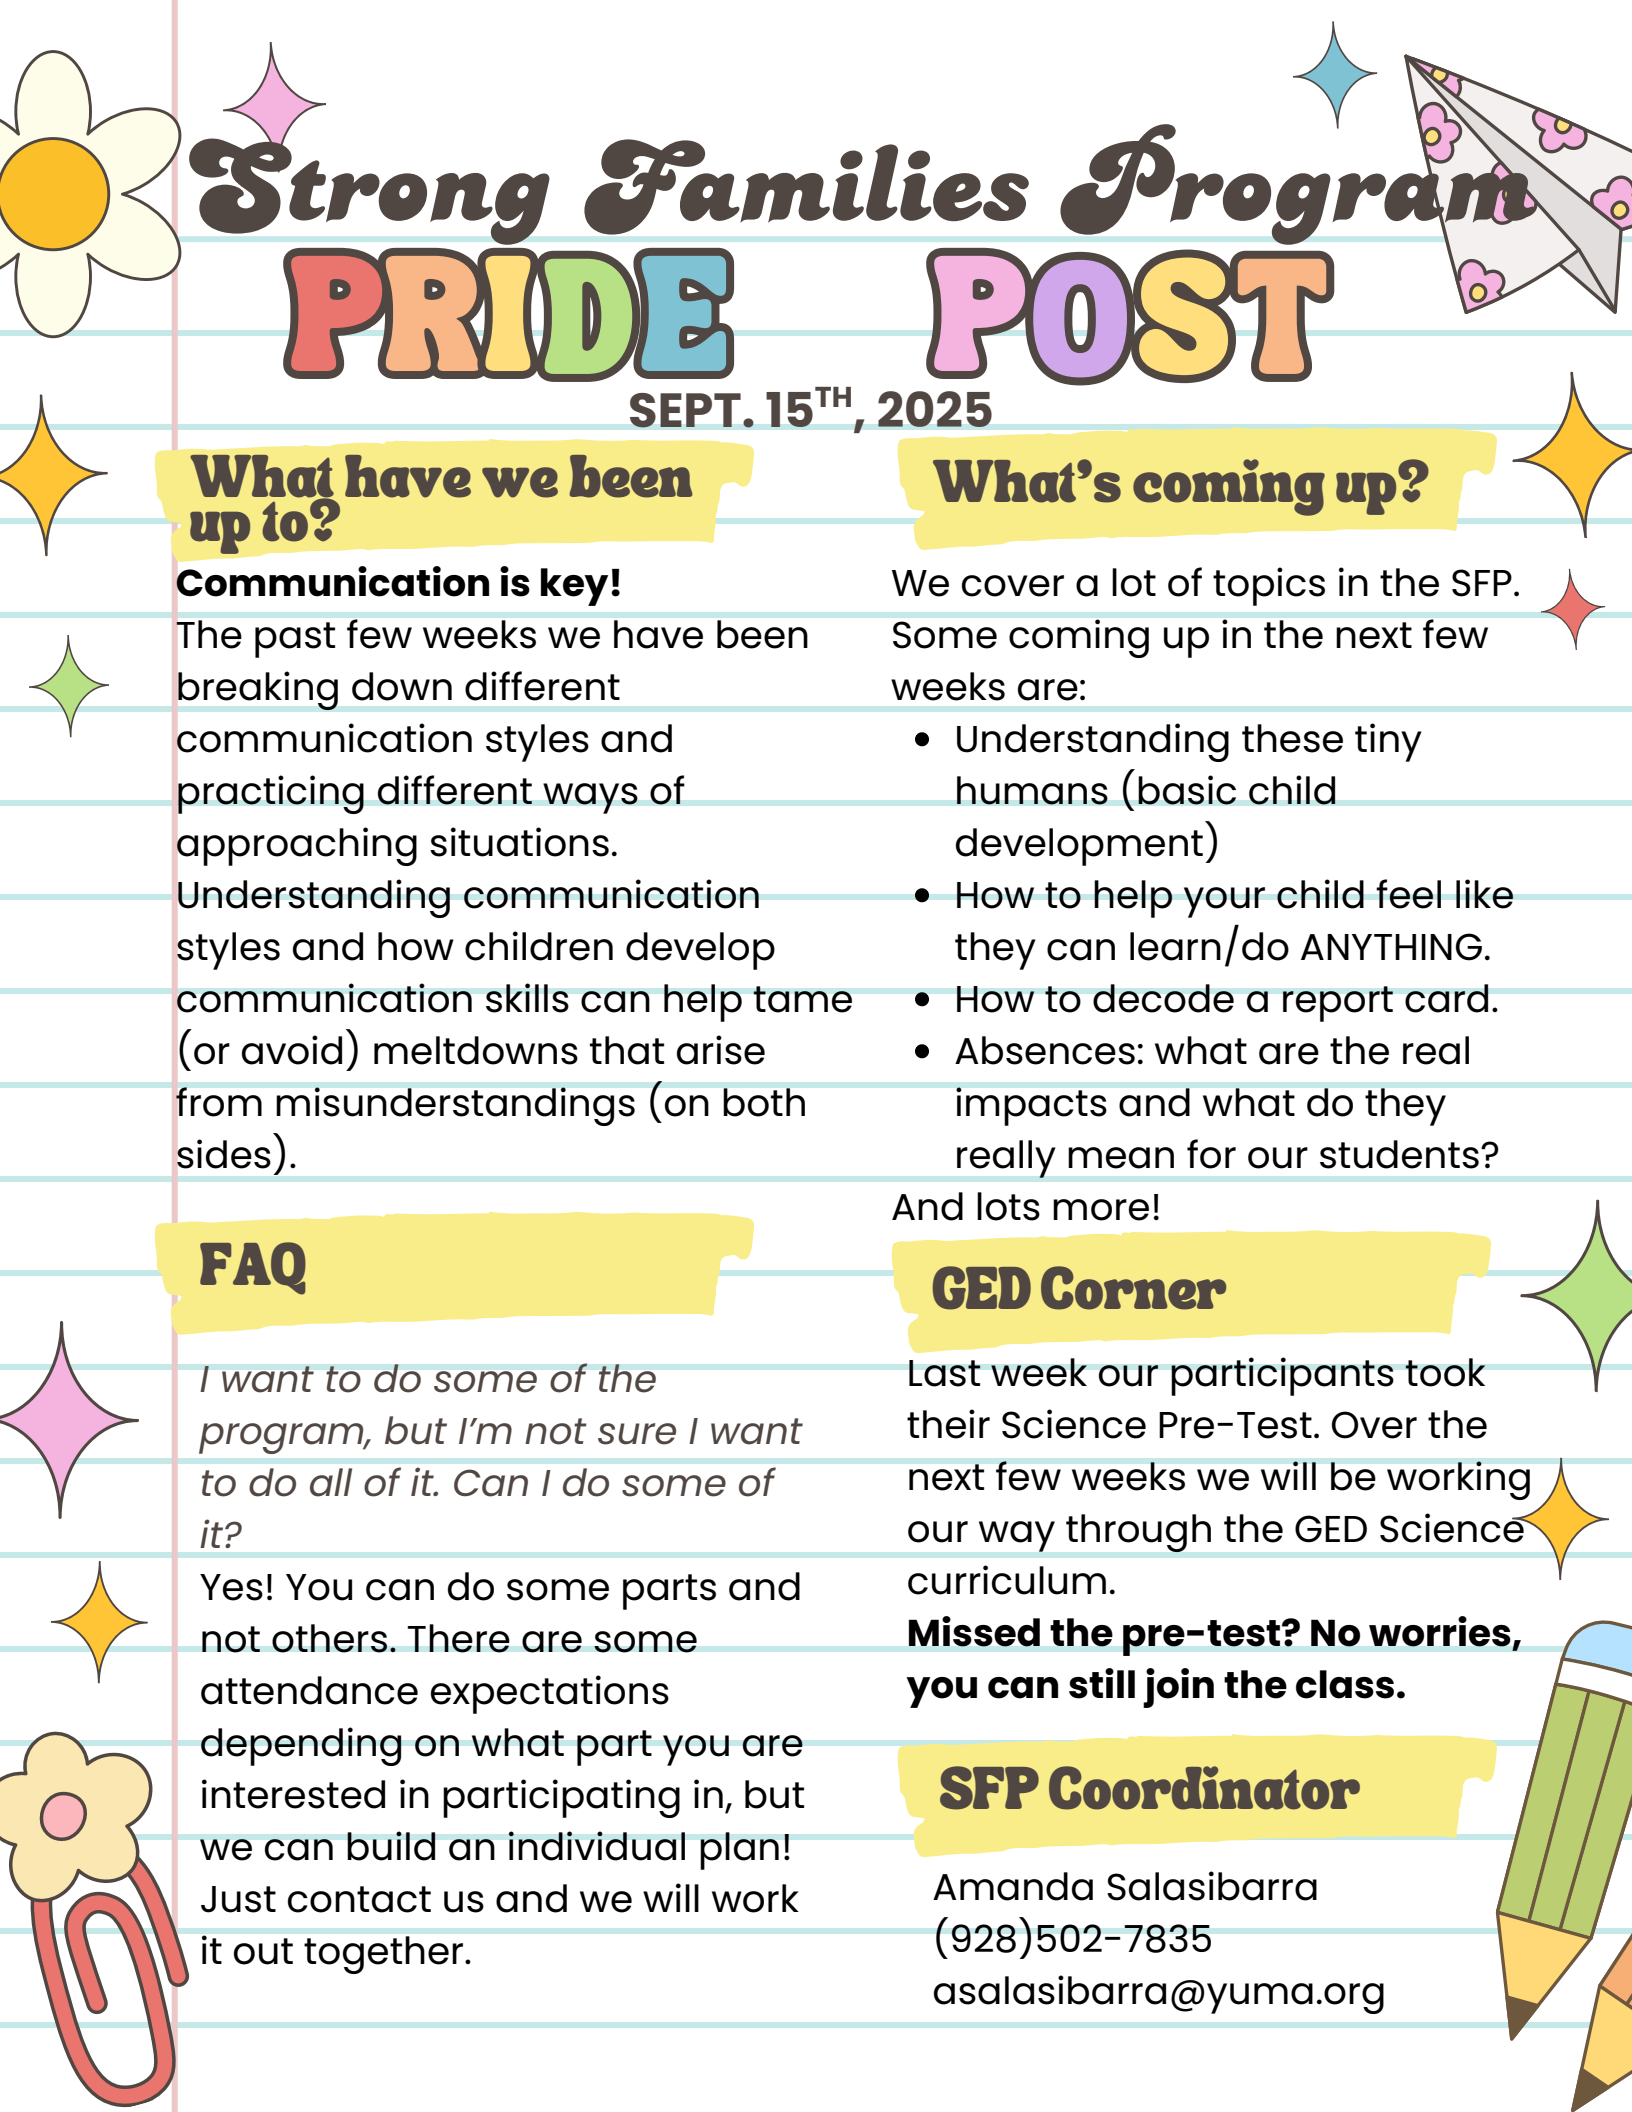 Strong Families Program
PRIDE POST
SEPT. 15TH, 2025
What have we been
up to?
Communication is key!
The past few weeks we have been
breaking down different
communication styles and
practicing different ways of
approaching situations.
Understanding communication
styles and how children develop
communication skills can help tame
(or avoid) meltdowns that arise
from misunderstandings (on both
sides).
FAQ
I want to do some of the
program, but I'm not sure I want
to do all of it. Can I do some of
it?
Yes! You can do some parts and
not others. There are some
attendance expectations
depending on what part you are
interested in participating in, but
we can build an individual plan!
Just contact us and we will work
it out together.
What's coming up?
We cover a lot of topics in the SFP.
Some coming up in the next few
weeks are:
• Understanding these tiny
humans (basic child
development)
• How to help your child feel like
they can learn/do ANYTHING.
• How to decode a report card.
• Absences: what are the real
impacts and what do they
really mean for our students?
And lots more!
GED Corner
Last week our participants took
their Science Pre-Test. Over the
next few weeks we will be working
our way through the GED Science
curriculum.
Missed the pre-test? No worries,
you can still join the class.
SFP Coordinator
Amanda Salasibarra
(928)502-7835
asalasibarra@yuma.org